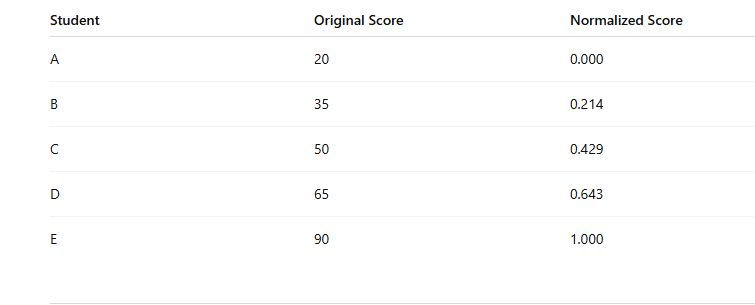 Student Original Score Normalized Score
A 20 0.000
B 35 0.214
C 50 0.429
D 65 0.643
E 90 1.000